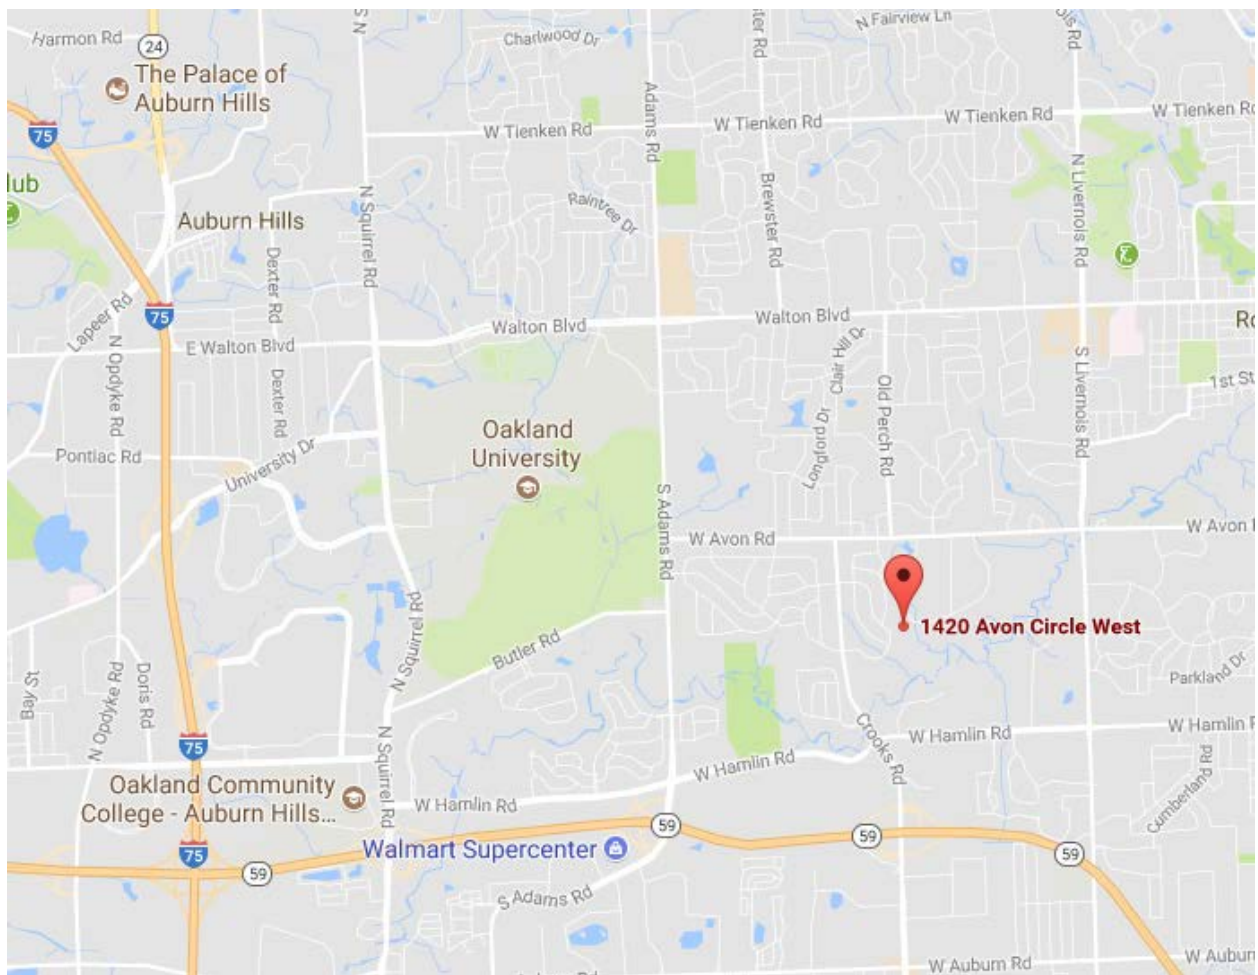 Harmon Rd
24
S N
Charlwood Dr
N Fairview Ln
The Palace of
Auburn Hills
75
W Tienken Rd
Adams Rd
W Tienken Rd
W Tienken Rd
N Livernois Rd
Auburn Hills
N Squirrel Rd
Raintree Dr
Brewster Rd
Dexter Rd
Lapeer Rd
75
N Opdyke Rd
E Walton Blvd
Walton Blvd
Walton Blvd
Clair Hill Dr
Old Perch Rd
S Livernois Rd
1st St
Dexter Rd
Longford Dr
Oakland
University
Pontiac Rd
University Dr
S Adams Rd
W Avon Rd
W Avon
1420 Avon Circle West
N Squirrel Rd
Butler Rd
Bay St
N Opdyke Rd
Doris Rd
Parkland Dr
Crooks Rd
W Hamlin Rd
W Hamlin R
N Squirrel Rd
75
W Hamlin Rd
Oakland Community
College - Auburn Hills...
W Hamlin Rd
Cumberland Rd
59
59
59
Walmart Supercenter
75
59
S Adams Rd
W Auburn Rd
W Auburn